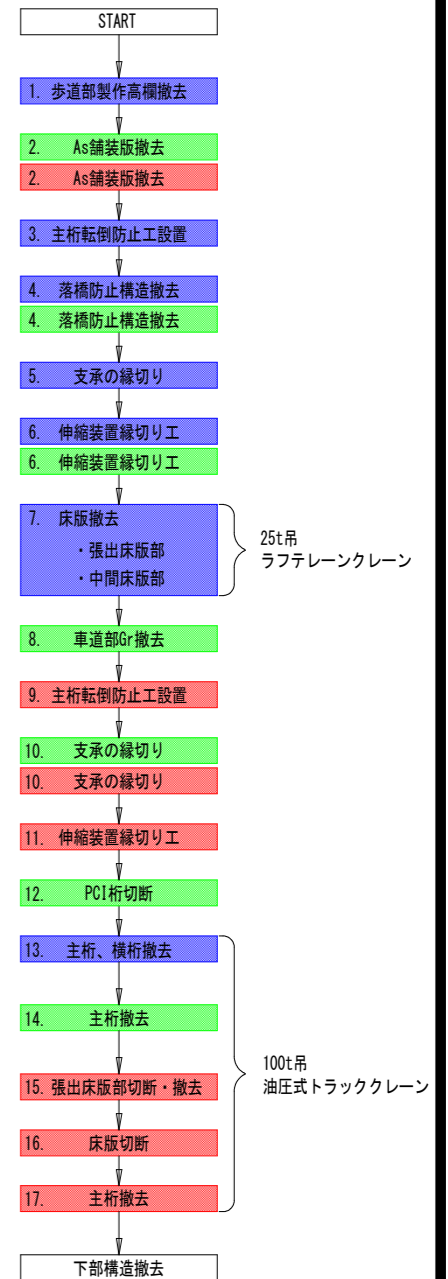 START
1. 歩道部製作高欄撤去
2. As舗装版撤去
2. As舗装版撤去
3. 主桁転倒防止工設置
4. 落橋防止構造撤去
4. 落橋防止構造撤去
5. 支承の縁切り
6. 伸縮装置縁切り工
6. 伸縮装置縁切り工
7. 床版撤去
・張出床版部
・中間床版部
25t吊
ラフテレーンクレーン
8. 車道部Gr撤去
9. 主桁転倒防止工設置
10. 支承の縁切り
10. 支承の縁切り
11. 伸縮装置縁切り工
12. PCI桁切断
13. 主桁、横桁撤去
14. 主桁撤去
15. 張出床版部切断・撤去
16. 床版切断
17. 主桁撤去
100t吊
油圧式トラッククレーン
下部構造撤去